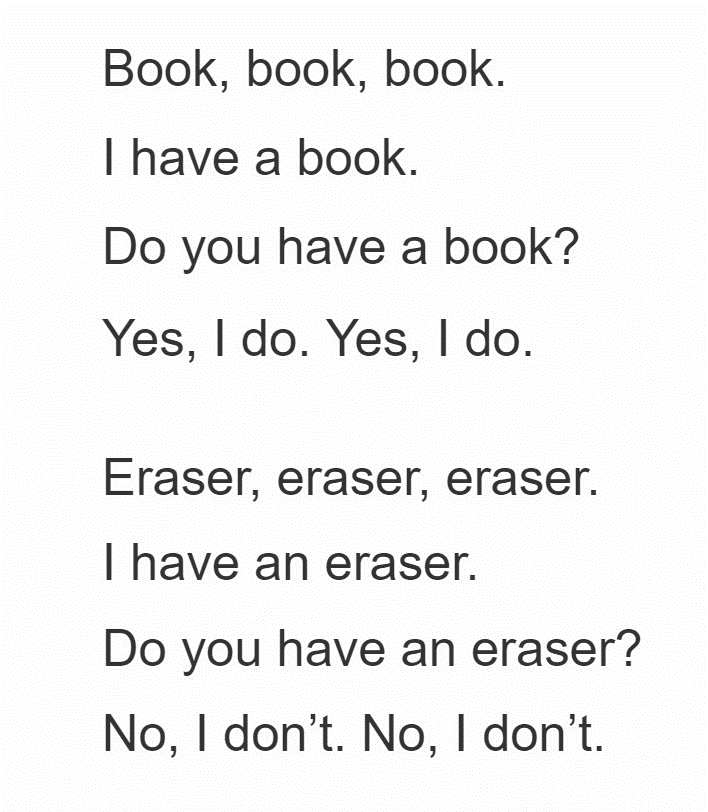 Book, book, book.
I have a book.
Do you have a book?
Yes, I do. Yes, I do.
Eraser, eraser, eraser.
I have an eraser.
Do you have an eraser?
No, I don’t. No, I don’t.